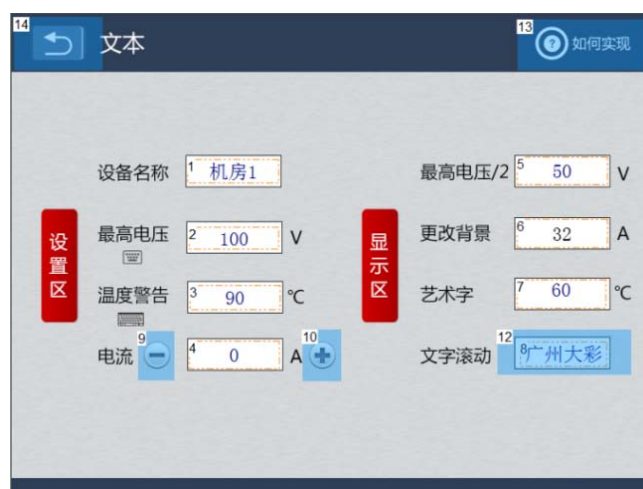 14 文本 13 如何实现
设备名称 1 机房1
最高电压 2 100 V
温度警告 3 90 ℃
电流 9 4 0 A 10
设置区
显示区
最高电压/2 5 50 V
更改背景 6 32 A
艺术字 7 60 ℃
文字滚动 12 8 广州大彩